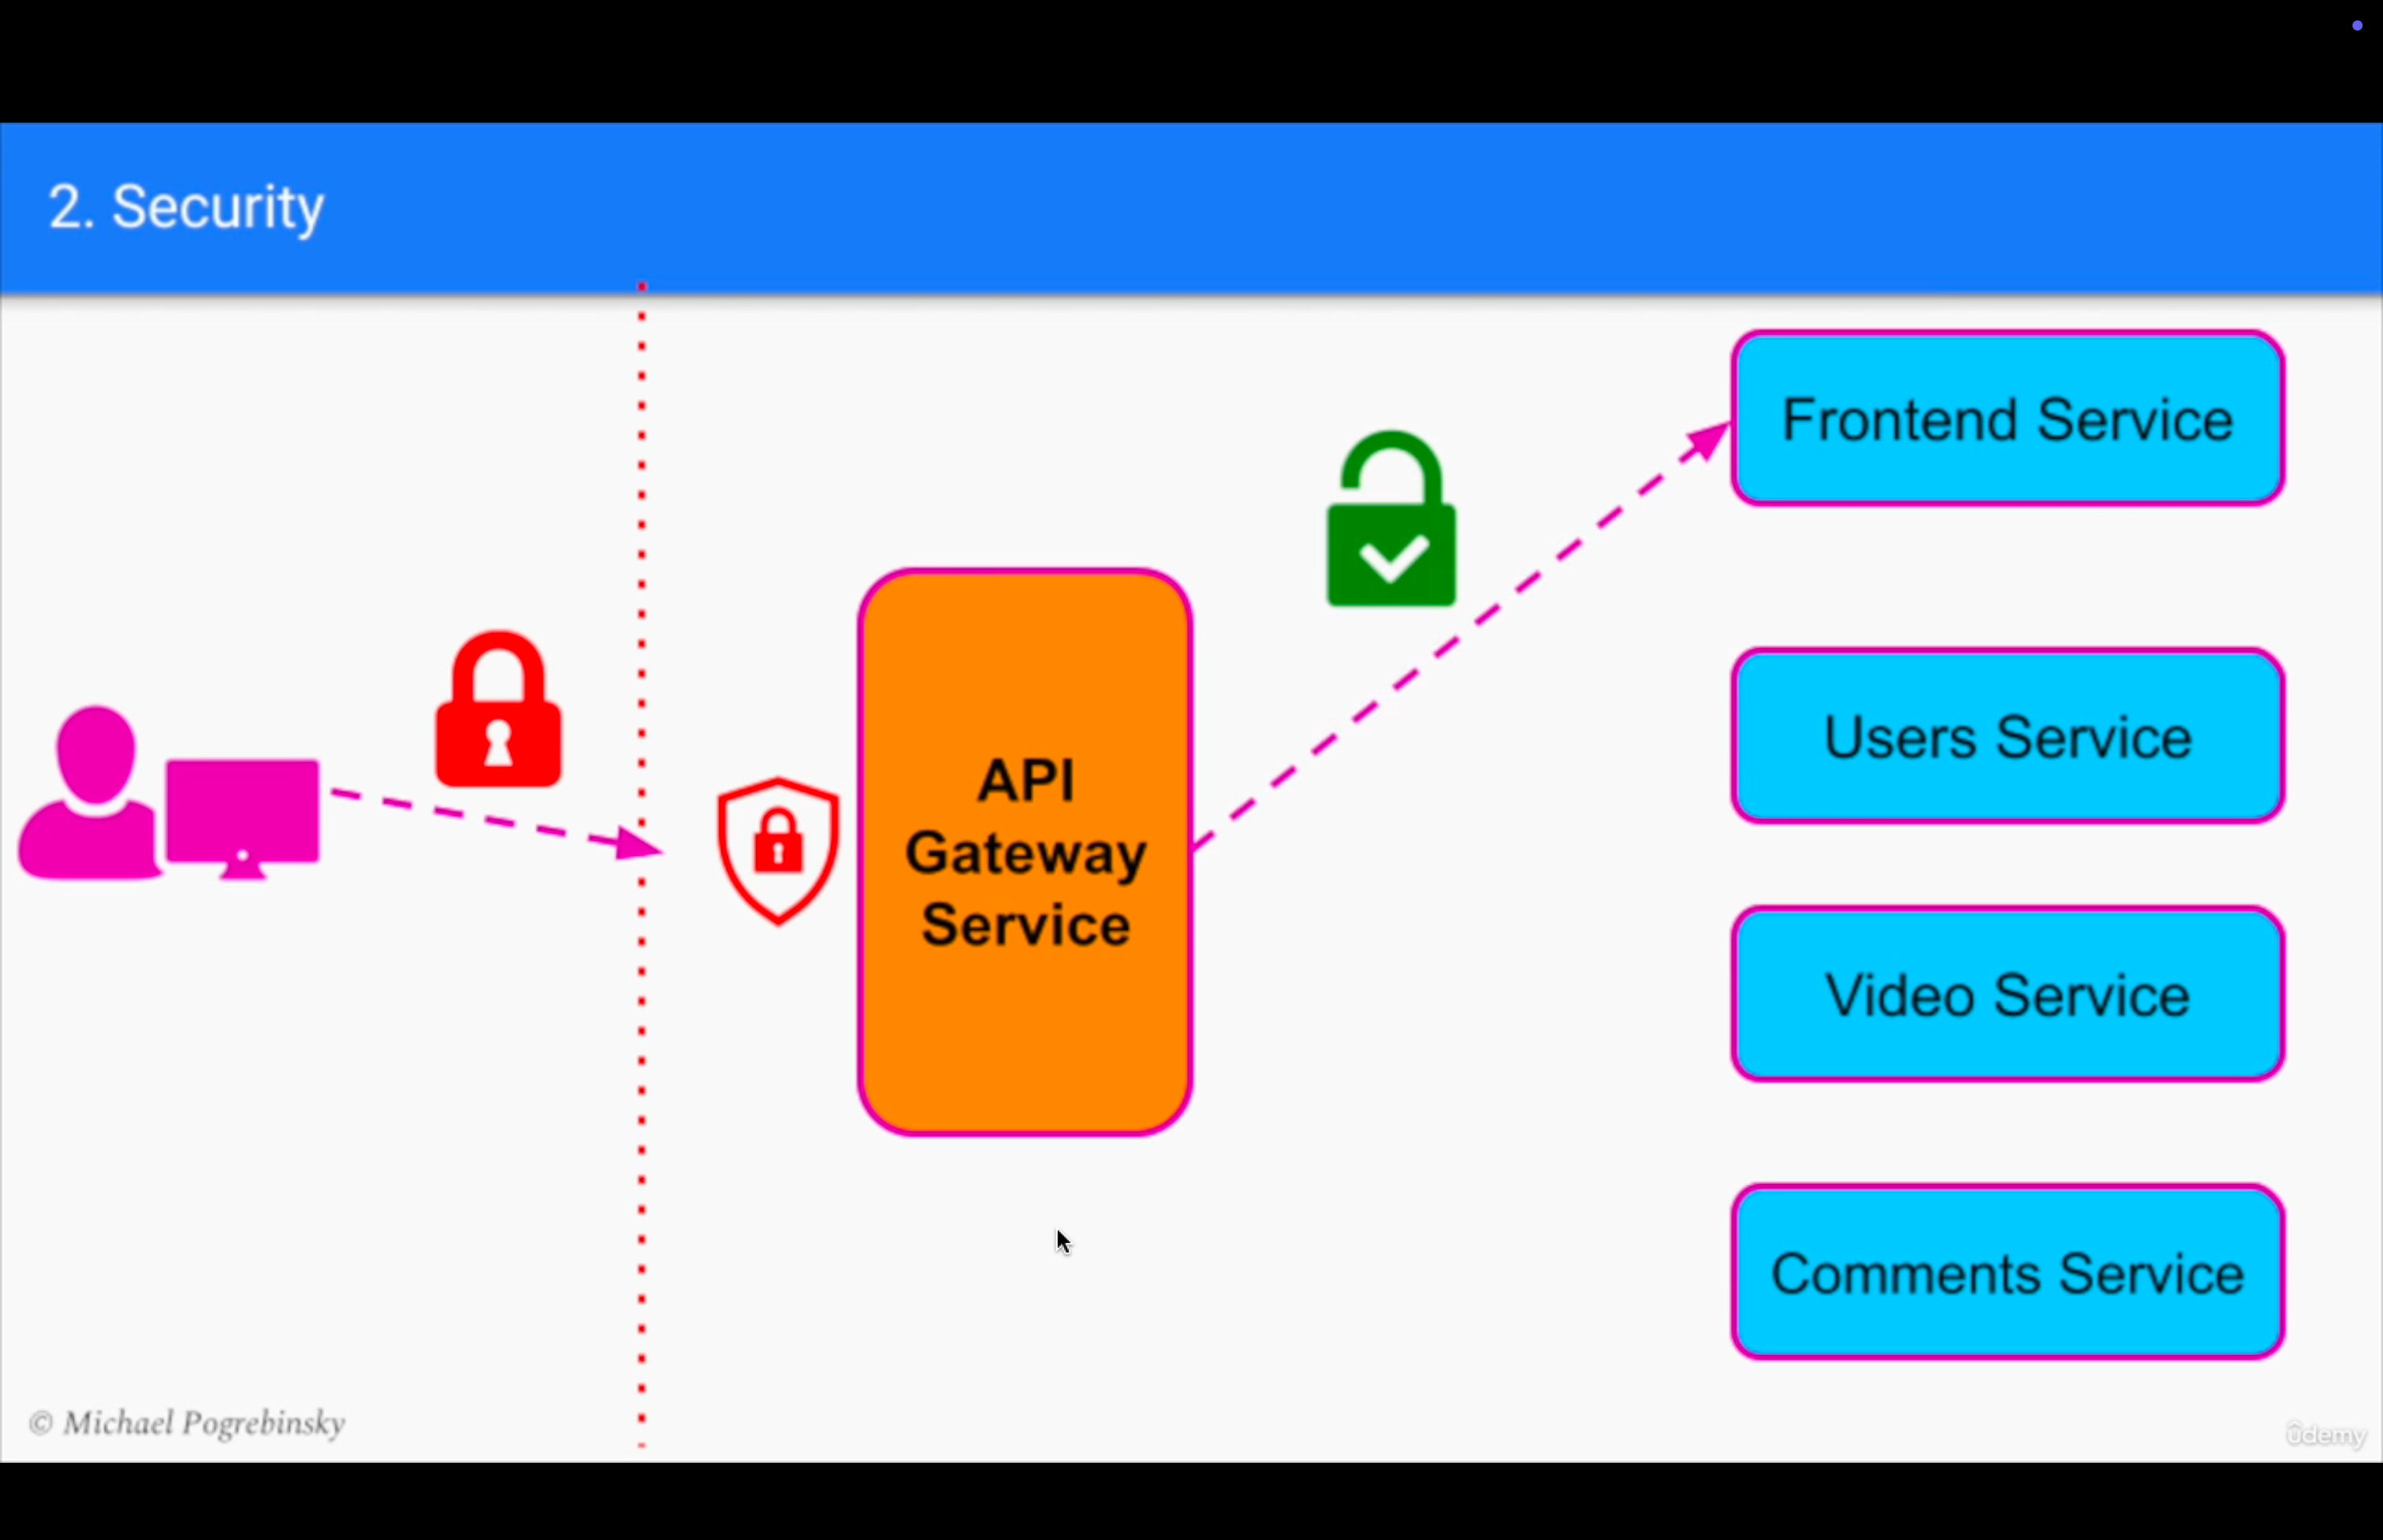 2. Security
Frontend Service
Users Service
API
Gateway
Service
Video Service
Comments Service
© Michael Pogrebinsky
ûdemy